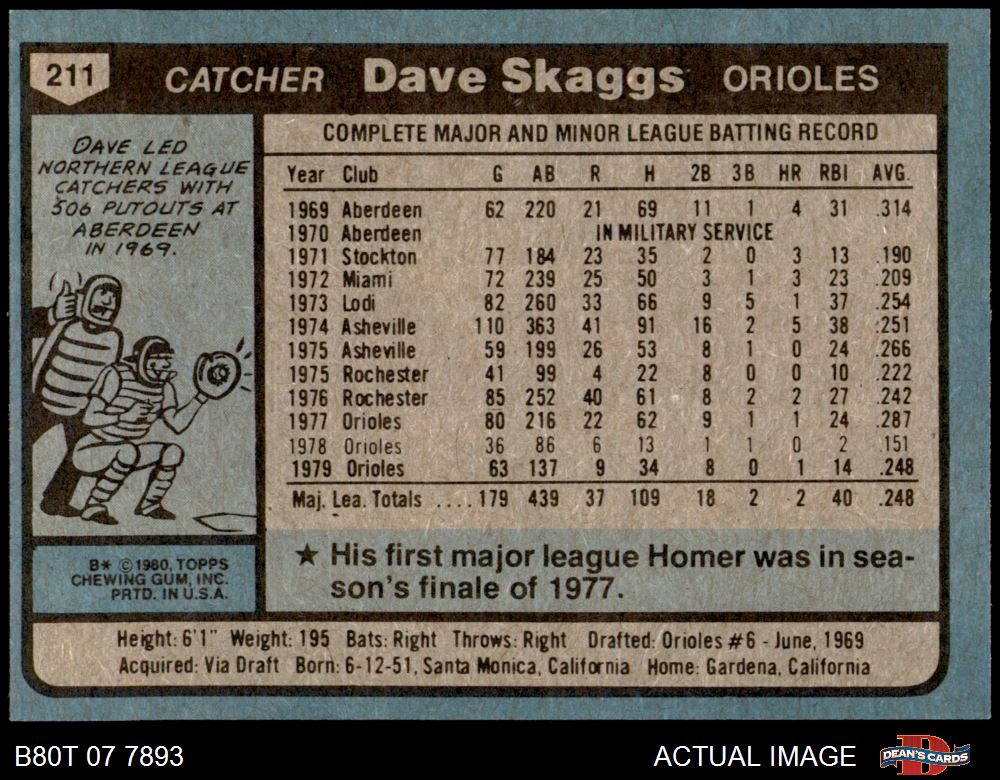 211 CATCHER Dave Skaggs ORIOLES
DAVE LED
NORTHERN LEAGUE
CATCHERS WITH
506 PUTOUTS AT
ABERDEEN
IN 1969.
COMPLETE MAJOR AND MINOR LEAGUE BATTING RECORD
Year Club G AB R H 2B 3B HR RBI AVG.
1969 Aberdeen 62 220 21 69 11 1 4 31 .314
1970 Aberdeen IN MILITARY SERVICE
1971 Stockton 77 184 23 35 2 0 3 13 .190
1972 Miami 72 239 25 50 3 1 3 23 .209
1973 Lodi 82 260 33 66 9 5 1 37 .254
1974 Asheville 110 363 41 91 16 2 5 38 .251
1975 Asheville 59 199 26 53 8 1 0 24 .266
1975 Rochester 41 99 4 22 8 0 0 10 .222
1976 Rochester 85 252 40 61 8 2 2 27 .242
1977 Orioles 80 216 22 62 9 1 1 24 .287
1978 Orioles 36 86 6 13 1 1 0 2 .151
1979 Orioles 63 137 9 34 8 0 1 14 .248
Maj. Lea. Totals .... 179 439 37 109 18 2 2 40 .248
★ His first major league Homer was in sea-
son's finale of 1977.
B* ©1980, TOPPS
CHEWING GUM, INC.
PRTD. IN U.S.A.
Height: 6'1" Weight: 195 Bats: Right Throws: Right Drafted: Orioles #6 - June, 1969
Acquired: Via Draft Born: 6-12-51, Santa Monica, California Home: Gardena, California
B80T 07 7893 ACTUAL IMAGE D DEAN'S CARDS